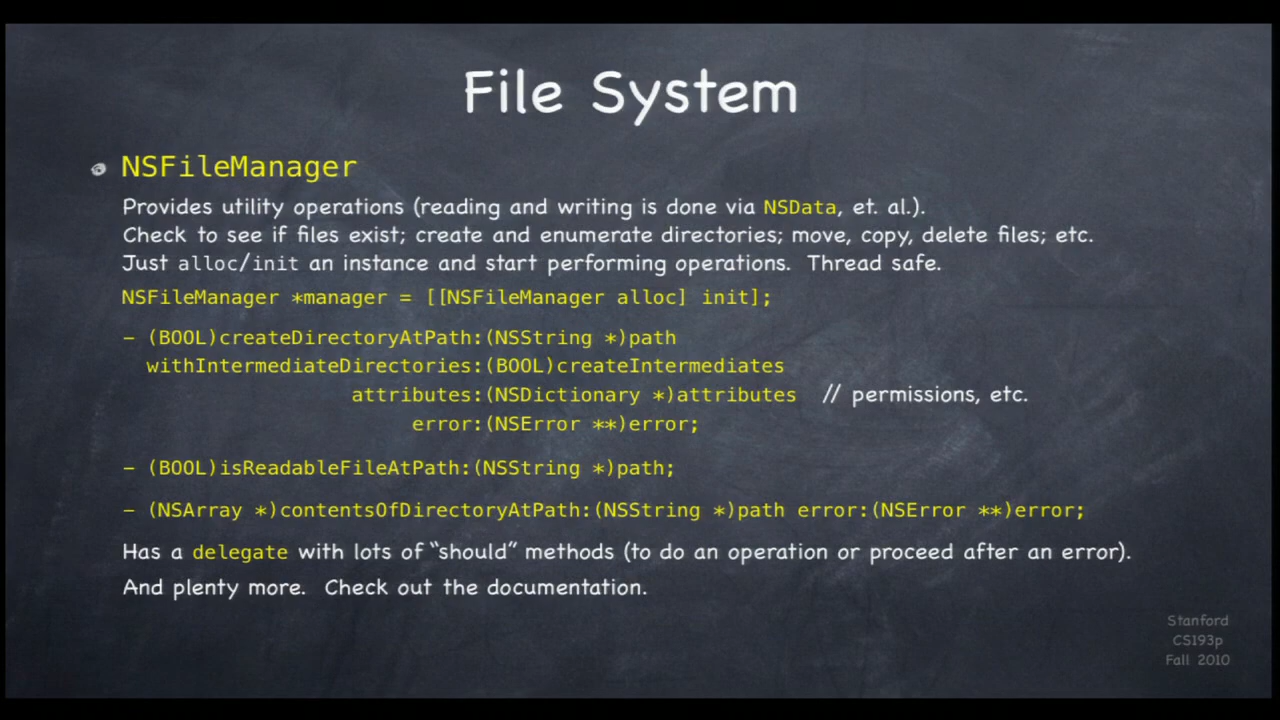 File System
NSFileManager
Provides utility operations (reading and writing is done via NSData, et. al.).
Check to see if files exist; create and enumerate directories; move, copy, delete files; etc.
Just alloc/init an instance and start performing operations. Thread safe.
NSFileManager *manager = [[NSFileManager alloc] init];
– (BOOL)createDirectoryAtPath:(NSString *)path
withIntermediateDirectories:(BOOL)createIntermediates
attributes:(NSDictionary *)attributes // permissions, etc.
error:(NSError **)error;
– (BOOL)isReadableFileAtPath:(NSString *)path;
– (NSArray *)contentsOfDirectoryAtPath:(NSString *)path error:(NSError **)error;
Has a delegate with lots of “should” methods (to do an operation or proceed after an error).
And plenty more. Check out the documentation.
Stanford
CS193p
Fall 2010